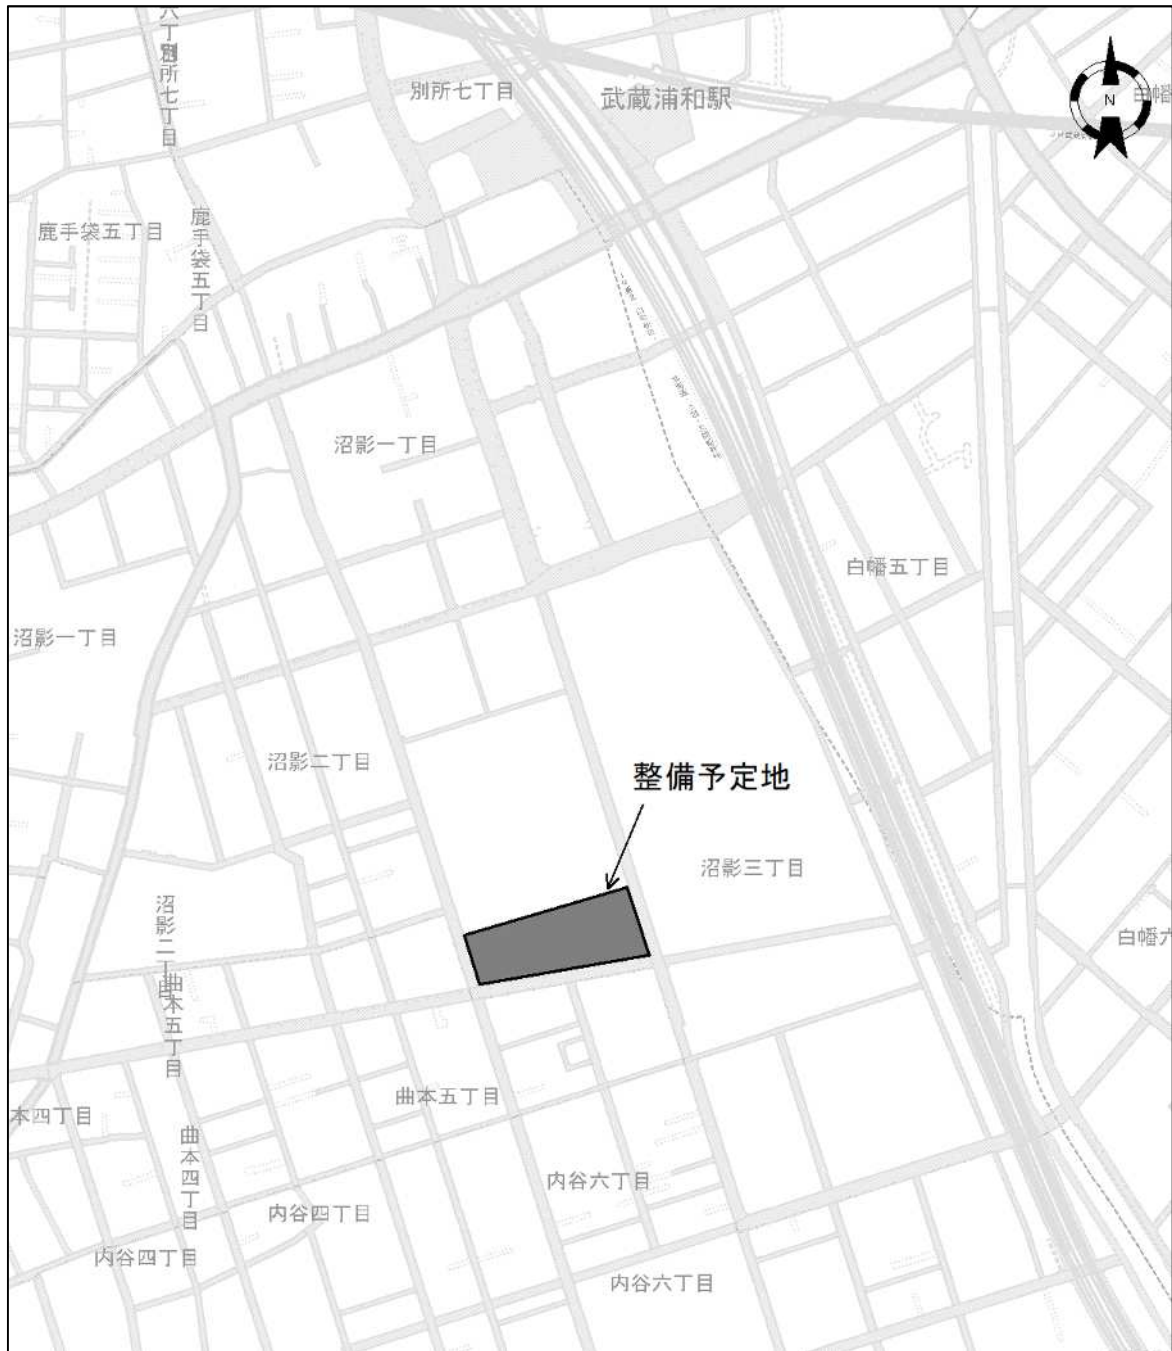 六丁目
別所七丁目
別所七丁目
武蔵浦和駅
N
白幡
鹿手袋五丁目
鹿手袋五丁目
沼影一丁目
白幡五丁目
沼影一丁目
沼影二丁目
整備予定地
沼影三丁目
沼影二丁目
白幡六
曲本五丁目
曲本五丁目
本四丁目
曲本四丁目
内谷六丁目
内谷四丁目
内谷四丁目
内谷六丁目